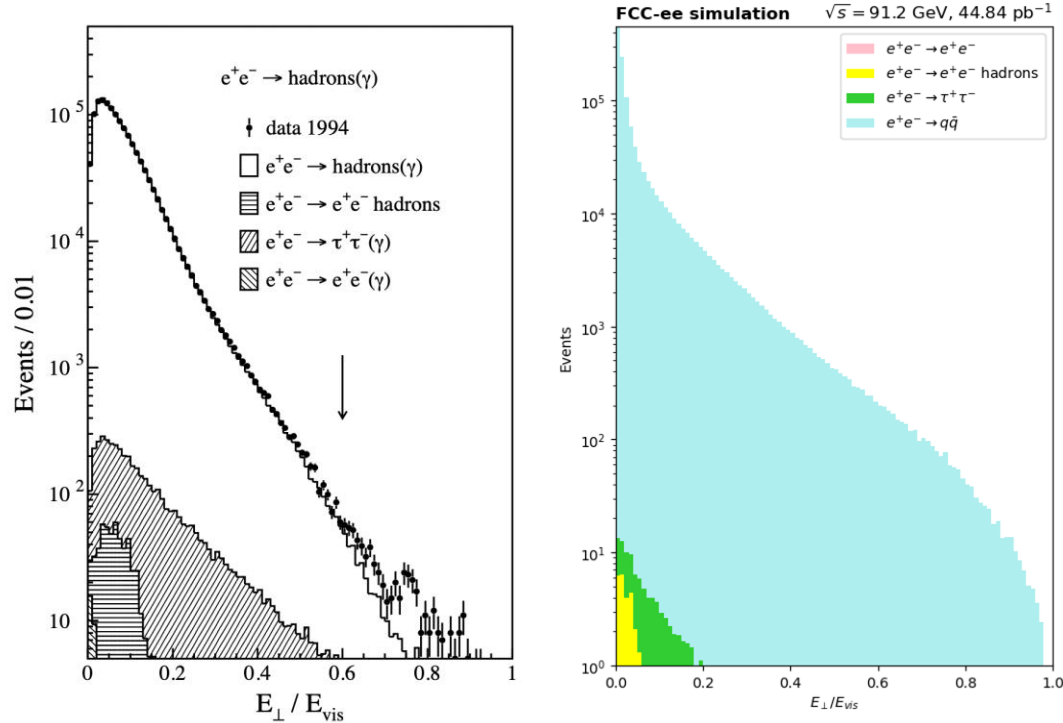 e⁺e⁻ → hadrons(γ)
data 1994
e⁺e⁻ → hadrons(γ)
e⁺e⁻ → e⁺e⁻ hadrons
e⁺e⁻ → τ⁺τ⁻(γ)
e⁺e⁻ → e⁺e⁻(γ)
Events / 0.01
10⁵
10⁴
10³
10²
10
0 0.2 0.4 0.6 0.8 1
E⊥ / Evis
FCC-ee simulation √s = 91.2 GeV, 44.84 pb⁻¹
e⁺e⁻ → e⁺e⁻
e⁺e⁻ → e⁺e⁻ hadrons
e⁺e⁻ → τ⁺τ⁻
e⁺e⁻ → qq̄
Events
10⁵
10⁴
10³
10²
10¹
10⁰
0.0 0.2 0.4 0.6 0.8 1.0
E⊥/Evis